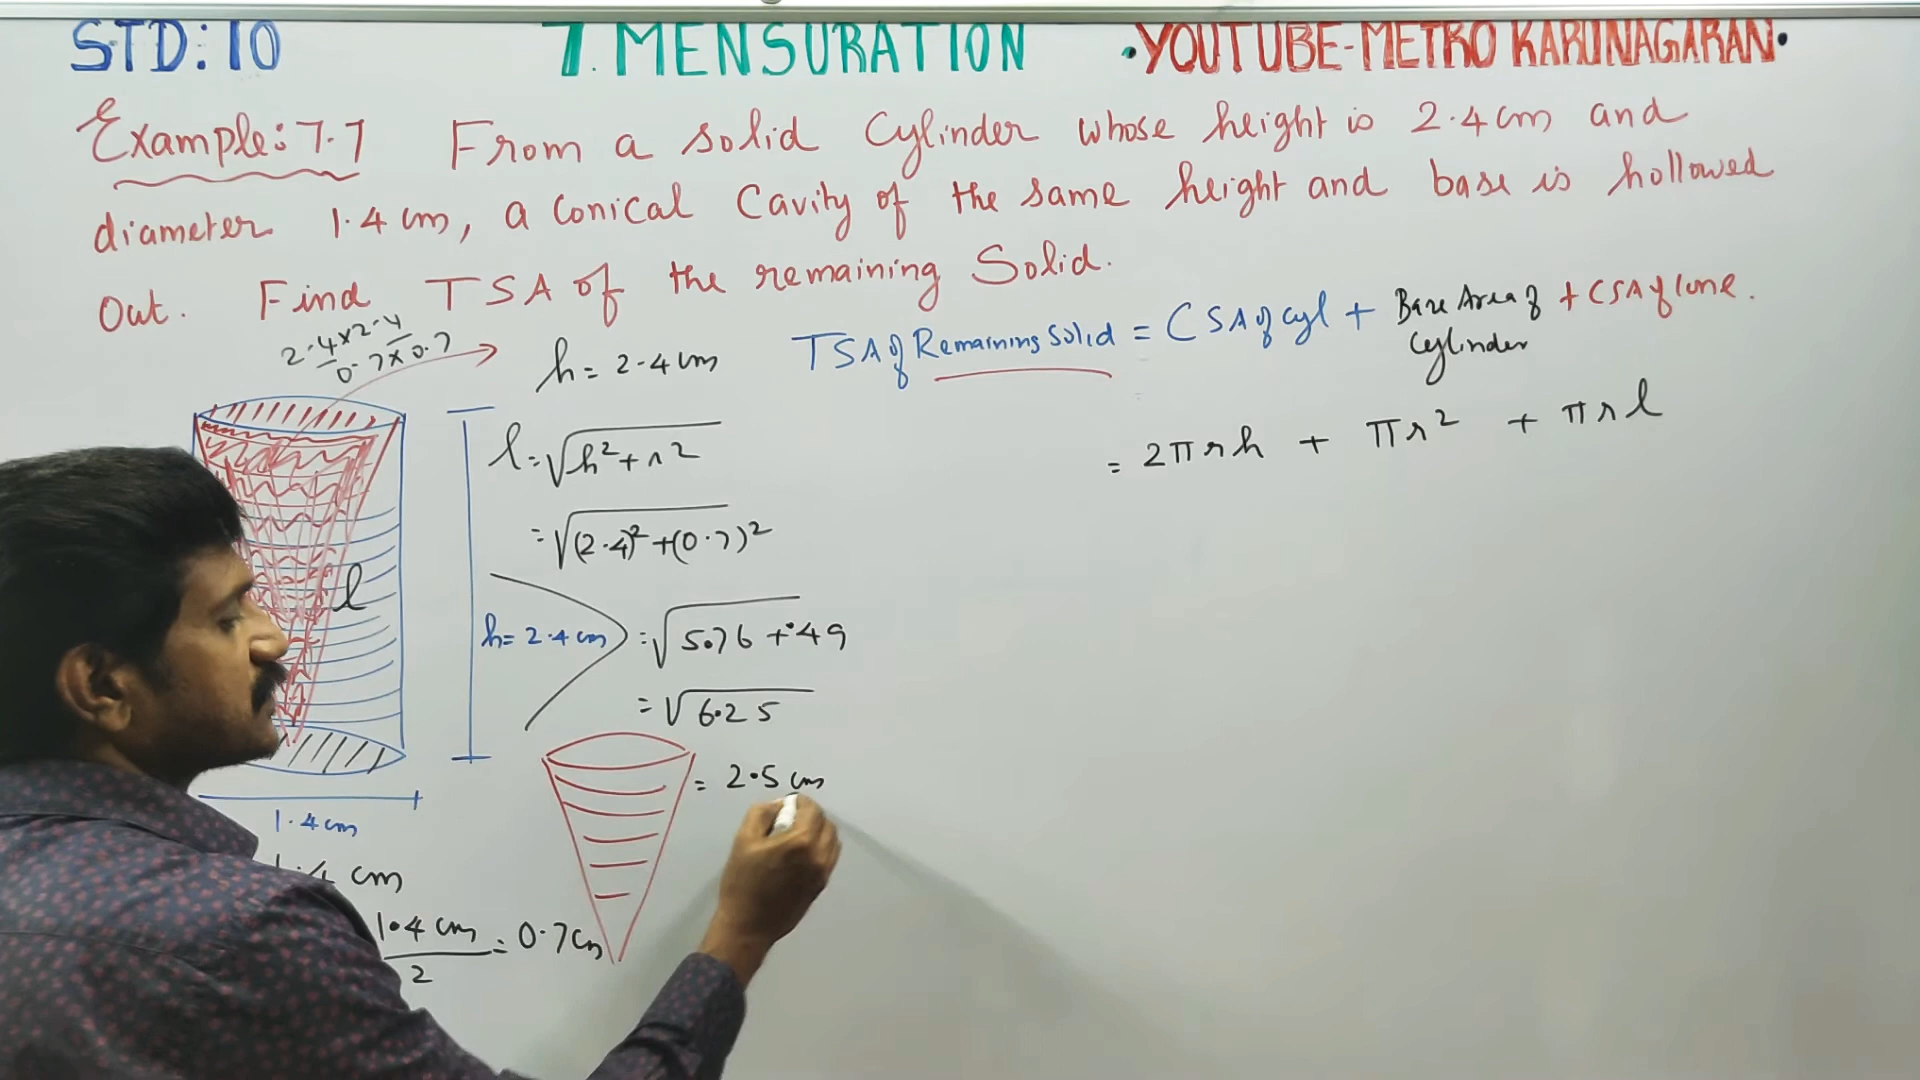 STD: 10 7. MENSURATION •YOUTUBE-METRO KARUNAGARAN•
Example: 7.7 From a solid Cylinder whose height is 2.4 cm and
diameter 1.4 cm, a Conical Cavity of the same height and base is hollowed
Out. Find TSA of the remaining Solid.
TSA of Remaining Solid = CSA of cyl + Base Area of Cylinder + CSA of Cone.
= 2πrh + πr² + πrl
2.4×2.4
0.7×0.7
h = 2.4 cm
l = √h²+r²
= √(2.4)²+(0.7)²
l
h = 2.4 cm
= √5.76 + .49
= √6.25
= 2.5 cm
1.4 cm
1.4 cm
1.4 cm / 2 = 0.7 cm